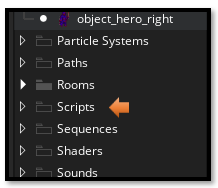 object_hero_right
Particle Systems
Paths
Rooms
Scripts
Sequences
Shaders
Sounds